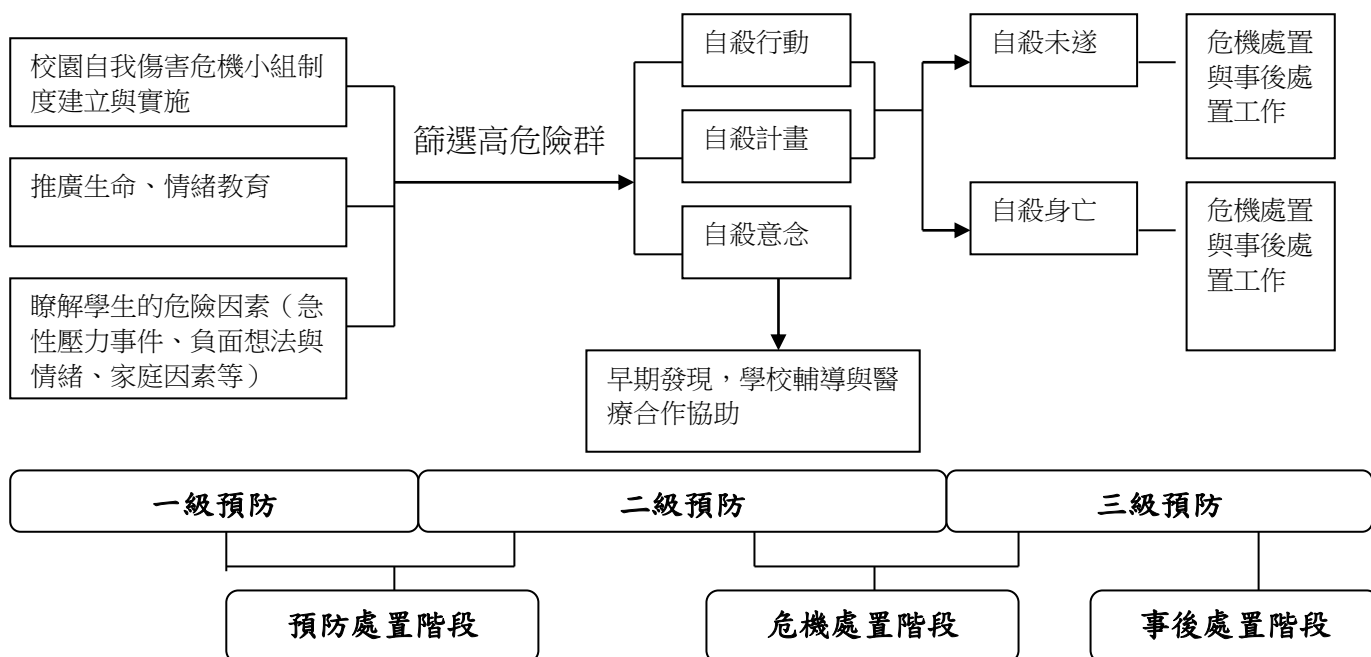 校園自我傷害危機小組制
度建立與實施
推廣生命、情緒教育
瞭解學生的危險因素（急
性壓力事件、負面想法與
情緒、家庭因素等）
篩選高危險群
自殺行動
自殺計畫
自殺意念
早期發現，學校輔導與醫
療合作協助
自殺未遂
自殺身亡
危機處置
與事後處
置工作
危機處置
與事後處
置工作
一級預防
二級預防
三級預防
預防處置階段
危機處置階段
事後處置階段